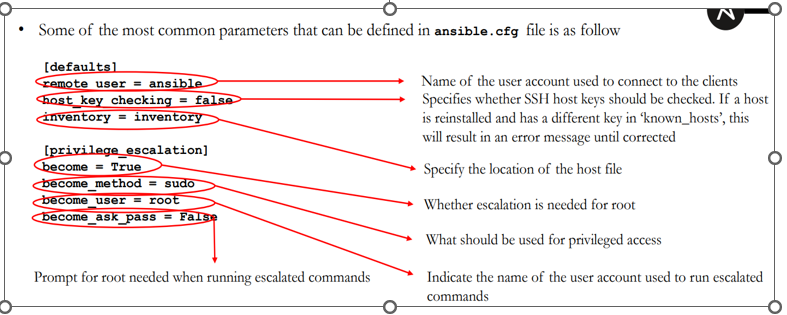 • Some of the most common parameters that can be defined in ansible.cfg file is as follow
[defaults]
remote_user = ansible
host_key_checking = false
inventory = inventory
[privilege_escalation]
become = True
become_method = sudo
become_user = root
become_ask_pass = False
Name of the user account used to connect to the clients
Specifies whether SSH host keys should be checked. If a host
is reinstalled and has a different key in ‘known_hosts’, this
will result in an error message until corrected
Specify the location of the host file
Whether escalation is needed for root
What should be used for privileged access
Indicate the name of the user account used to run escalated
commands
Prompt for root needed when running escalated commands